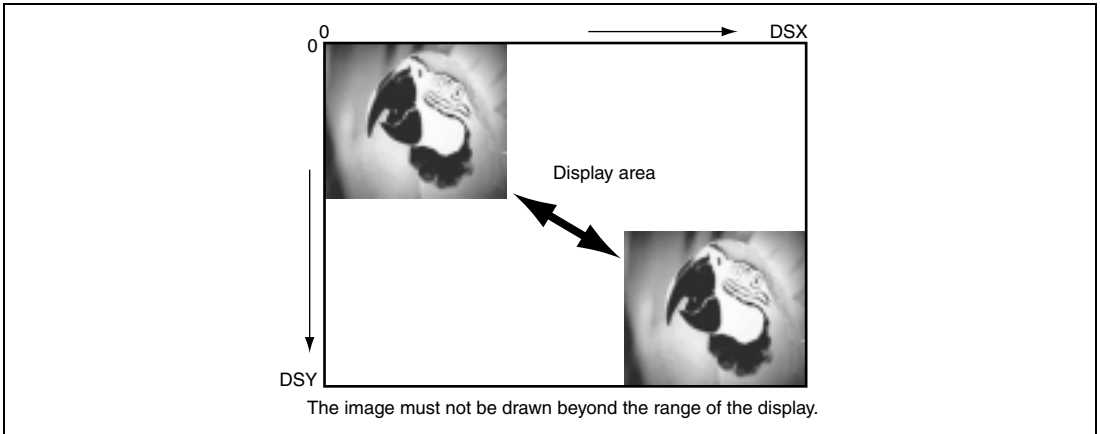 0
DSX
0
Display area
DSY
The image must not be drawn beyond the range of the display.